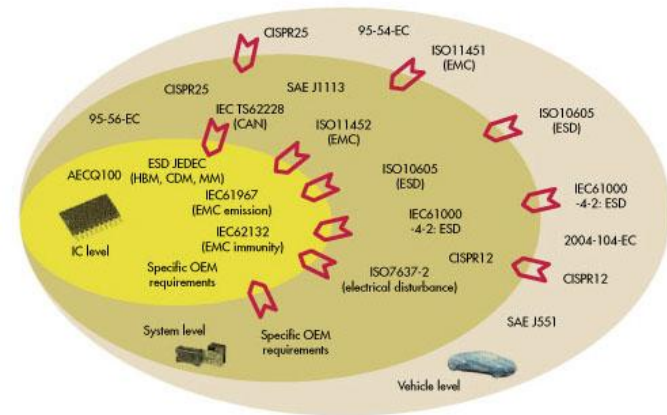 CISPR25
95-54-EC
ISO11451
(EMC)
CISPR25
SAE J1113
95-56-EC
IEC TS62228
(CAN)
ISO11452
(EMC)
ISO10605
(ESD)
ESD JEDEC
(HBM, CDM, MM)
AECQ100
ISO10605
(ESD)
IEC61967
(EMC emission)
IEC61000
-4-2: ESD
IEC61000
-4-2: ESD
IEC62132
(EMC immunity)
IC level
2004-104-EC
CISPR12
Specific OEM
requirements
ISO7637-2
(electrical disturbance)
CISPR12
System level
Specific OEM
requirements
SAE J551
Vehicle level